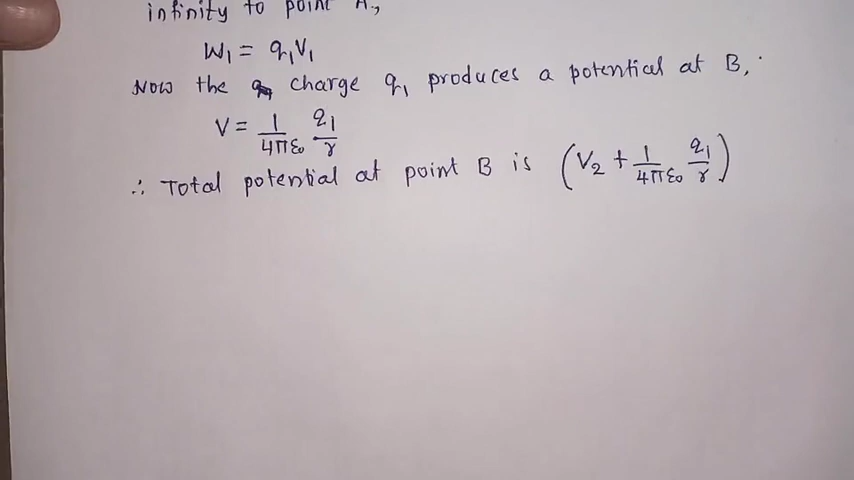 infinity to point A,
W₁ = q₁V₁
Now the charge q₁ produces a potential at B,
V = 1/4πε₀ q₁/r
∴ Total potential at point B is (V₂ + 1/4πε₀ q₁/r)